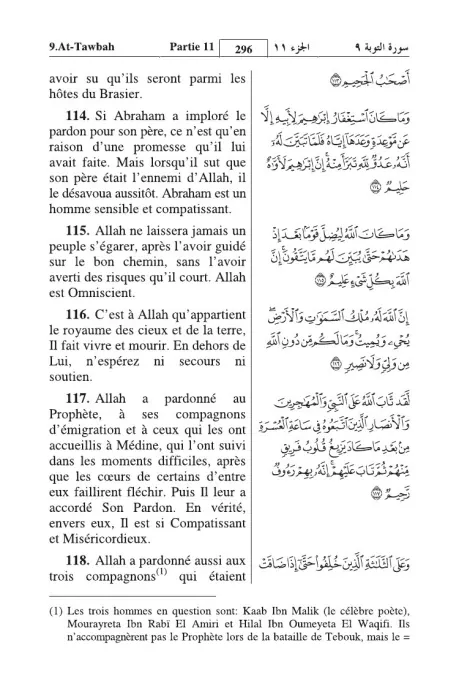 9.At-Tawbah Partie 11 296 الجزء ١١ سورة التوبة ٩
avoir su qu’ils seront parmi les
hôtes du Brasier.
114. Si Abraham a imploré le
pardon pour son père, ce n’est qu’en
raison d’une promesse qu’il lui
avait faite. Mais lorsqu’il sut que
son père était l’ennemi d’Allah, il
le désavoua aussitôt. Abraham est un
homme sensible et compatissant.
115. Allah ne laissera jamais un
peuple s’égarer, après l’avoir guidé
sur le bon chemin, sans l’avoir
averti des risques qu’il court. Allah
est Omniscient.
116. C’est à Allah qu’appartient
le royaume des cieux et de la terre,
Il fait vivre et mourir. En dehors de
Lui, n’espérez ni secours ni
soutien.
117. Allah a pardonné au
Prophète, à ses compagnons
d’émigration et à ceux qui les ont
accueillis à Médine, qui l’ont suivi
dans les moments difficiles, après
que les cœurs de certains d’entre
eux faillirent fléchir. Puis Il leur a
accordé Son Pardon. En vérité,
envers eux, Il est si Compatissant
et Miséricordieux.
118. Allah a pardonné aussi aux
trois compagnons(1) qui étaient
أَصْحَٰبُ ٱلْجَحِيمِ ١١٣
وَمَا كَانَ ٱسْتِغْفَارُ إِبْرَٰهِيمَ لِأَبِيهِ إِلَّا
عَن مَّوْعِدَةٍ وَعَدَهَآ إِيَّاهُ فَلَمَّا تَبَيَّنَ لَهُۥٓ
أَنَّهُۥ عَدُوٌّ لِّلَّهِ تَبَرَّأَ مِنْهُ ۚ إِنَّ إِبْرَٰهِيمَ لَأَوَّٰهٌ
حَلِيمٌ ١١٤
وَمَا كَانَ ٱللَّهُ لِيُضِلَّ قَوْمًۢا بَعْدَ إِذْ
هَدَىٰهُمْ حَتَّىٰ يُبَيِّنَ لَهُم مَّا يَتَّقُونَ ۚ إِنَّ
ٱللَّهَ بِكُلِّ شَىْءٍ عَلِيمٌ ١١٥
إِنَّ ٱللَّهَ لَهُۥ مُلْكُ ٱلسَّمَٰوَٰتِ وَٱلْأَرْضِ ۖ
يُحْىِۦ وَيُمِيتُ ۚ وَمَا لَكُم مِّن دُونِ ٱللَّهِ
مِن وَلِىٍّ وَلَا نَصِيرٍ ١١٦
لَّقَد تَّابَ ٱللَّهُ عَلَى ٱلنَّبِىِّ وَٱلْمُهَٰجِرِينَ
وَٱلْأَنصَارِ ٱلَّذِينَ ٱتَّبَعُوهُ فِى سَاعَةِ ٱلْعُسْرَةِ
مِنۢ بَعْدِ مَا كَادَ يَزِيغُ قُلُوبُ فَرِيقٍ
مِّنْهُمْ ثُمَّ تَابَ عَلَيْهِمْ ۚ إِنَّهُۥ بِهِمْ رَءُوفٌ
رَّحِيمٌ ١١٧
وَعَلَى ٱلثَّلَٰثَةِ ٱلَّذِينَ خُلِّفُوا۟ حَتَّىٰٓ إِذَا ضَاقَتْ
(1) Les trois hommes en question sont: Kaab Ibn Malik (le célèbre poète),
Mourayreta Ibn Rabï El Amiri et Hilal Ibn Oumeyeta El Waqifi. Ils
n’accompagnèrent pas le Prophète lors de la bataille de Tebouk, mais le =